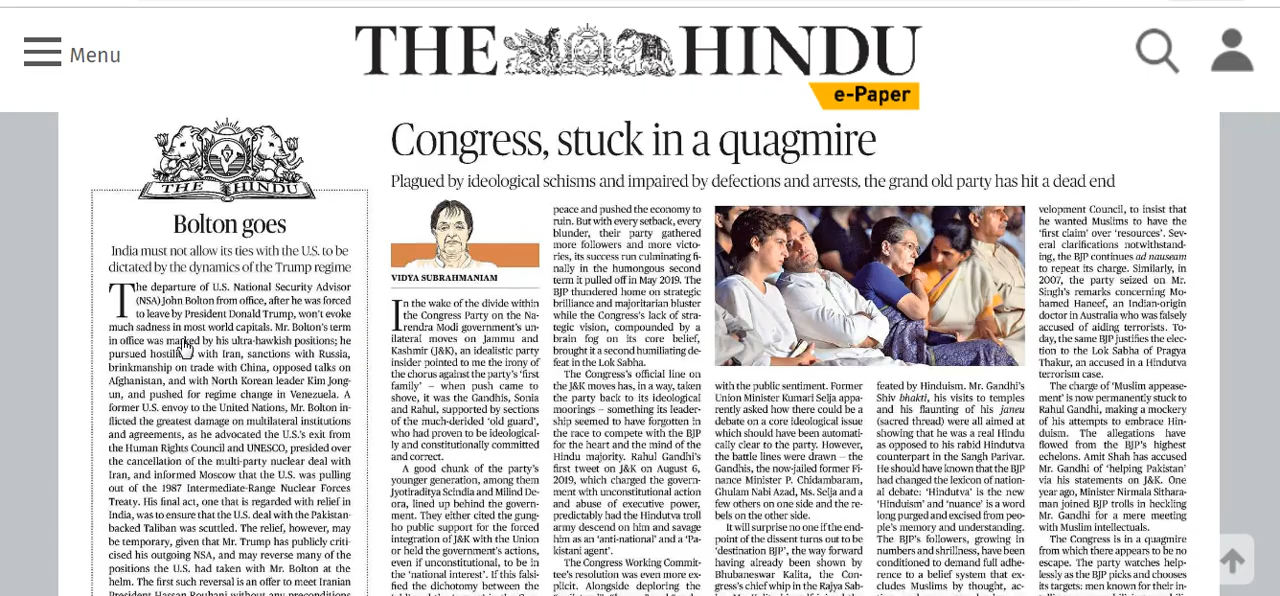 Menu
THE HINDU
e-Paper
THE HINDU
Bolton goes
India must not allow its ties with the U.S. to be
dictated by the dynamics of the Trump regime
The departure of U.S. National Security Advisor
(NSA) John Bolton from office, after he was forced
to leave by President Donald Trump, won't evoke
much sadness in most world capitals. Mr. Bolton's term
in office was marked by his ultra-hawkish positions; he
pursued hostilities with Iran, sanctions with Russia,
brinkmanship on trade with China, opposed talks on
Afghanistan, and with North Korean leader Kim Jong-
un, and pushed for regime change in Venezuela. A
former U.S. envoy to the United Nations, Mr. Bolton in-
flicted the greatest damage on multilateral institutions
and agreements, as he advocated the U.S.'s exit from
the Human Rights Council and UNESCO, presided over
the cancellation of the multi-party nuclear deal with
Iran, and informed Moscow that the U.S. was pulling
out of the 1987 Intermediate-Range Nuclear Forces
Treaty. His final act, one that is regarded with relief in
India, was to ensure that the U.S. deal with the Pakistan-
backed Taliban was scuttled. The relief, however, may
be temporary, given that Mr. Trump has publicly criti-
cised his outgoing NSA, and may reverse many of the
positions the U.S. had taken with Mr. Bolton at the
helm. The first such reversal is an offer to meet Iranian
President Hassan Rouhani without any preconditions
Congress, stuck in a quagmire
Plagued by ideological schisms and impaired by defections and arrests, the grand old party has hit a dead end
VIDYA SUBRAHMANIAM
In the wake of the divide within
the Congress Party on the Na-
rendra Modi government's un-
ilateral moves on Jammu and
Kashmir (J&K), an idealistic party
insider pointed to me the irony of
the chorus against the party's 'first
family' – when push came to
shove, it was the Gandhis, Sonia
and Rahul, supported by sections
of the much-derided 'old guard',
who had proven to be ideological-
ly and constitutionally committed
and correct.
A good chunk of the party's
younger generation, among them
Jyotiraditya Scindia and Milind De-
ora, lined up behind the govern-
ment. They either cited the gung-
ho public support for the forced
integration of J&K with the Union
or held the government's actions,
even if unconstitutional, to be in
the 'national interest'. If this falsi-
fied the dichotomy between the
peace and pushed the economy to
ruin. But with every setback, every
blunder, their party gathered
more followers and more victo-
ries, its success run culminating fi-
nally in the humongous second
term it pulled off in May 2019. The
BJP thundered home on strategic
brilliance and majoritarian bluster
while the Congress's lack of stra-
tegic vision, compounded by a
brain fog on its core belief,
brought it a second humiliating de-
feat in the Lok Sabha.
The Congress's official line on
the J&K moves has, in a way, taken
the party back to its ideological
moorings – something its leader-
ship seemed to have forgotten in
the race to compete with the BJP
for the heart and the mind of the
Hindu majority. Rahul Gandhi's
first tweet on J&K on August 6,
2019, which charged the govern-
ment with unconstitutional action
and abuse of executive power,
predictably had the Hindutva troll
army descend on him and savage
him as an 'anti-national' and a 'Pa-
kistani agent'.
The Congress Working Commit-
tee's resolution was even more ex-
plicit. Alongside deploring the
with the public sentiment. Former
Union Minister Kumari Selja appa-
rently asked how there could be a
debate on a core ideological issue
which should have been automati-
cally clear to the party. However,
the battle lines were drawn – the
Gandhis, the now-jailed former Fi-
nance Minister P. Chidambaram,
Ghulam Nabi Azad, Ms. Selja and a
few others on one side and the re-
bels on the other side.
It will surprise no one if the end-
point of the dissent turns out to be
'destination BJP', the way forward
having already been shown by
Bhubaneswar Kalita, the Con-
gress's chief whip in the Rajya Sab-
feated by Hinduism. Mr. Gandhi's
Shiv bhakti, his visits to temples
and his flaunting of his janeu
(sacred thread) were all aimed at
showing that he was a real Hindu
as opposed to his rabid Hindutva
counterpart in the Sangh Parivar.
He should have known that the BJP
had changed the lexicon of nation-
al debate: 'Hindutva' is the new
'Hinduism' and 'nuance' is a word
long purged and excised from peo-
ple's memory and understanding.
The BJP's followers, growing in
numbers and shrillness, have been
conditioned to demand full adhe-
rence to a belief system that ex-
cludes Muslims by thought, ac-
velopment Council, to insist that
he wanted Muslims to have the
'first claim' over 'resources'. Sev-
eral clarifications notwithstand-
ing, the BJP continues ad nauseam
to repeat its charge. Similarly, in
2007, the party seized on Mr.
Singh's remarks concerning Mo-
hamed Haneef, an Indian-origin
doctor in Australia who was falsely
accused of aiding terrorists. To-
day, the same BJP justifies the elec-
tion to the Lok Sabha of Pragya
Thakur, an accused in a Hindutva
terrorism case.
The charge of 'Muslim appease-
ment' is now permanently stuck to
Rahul Gandhi, making a mockery
of his attempts to embrace Hin-
duism. The allegations have
flowed from the BJP's highest
echelons. Amit Shah has accused
Mr. Gandhi of 'helping Pakistan'
via his statements on J&K. One
year ago, Minister Nirmala Sithara-
man joined BJP trolls in heckling
Mr. Gandhi for a mere meeting
with Muslim intellectuals.
The Congress is in a quagmire
from which there appears to be no
escape. The party watches help-
lessly as the BJP picks and chooses
its targets: men known for their in-